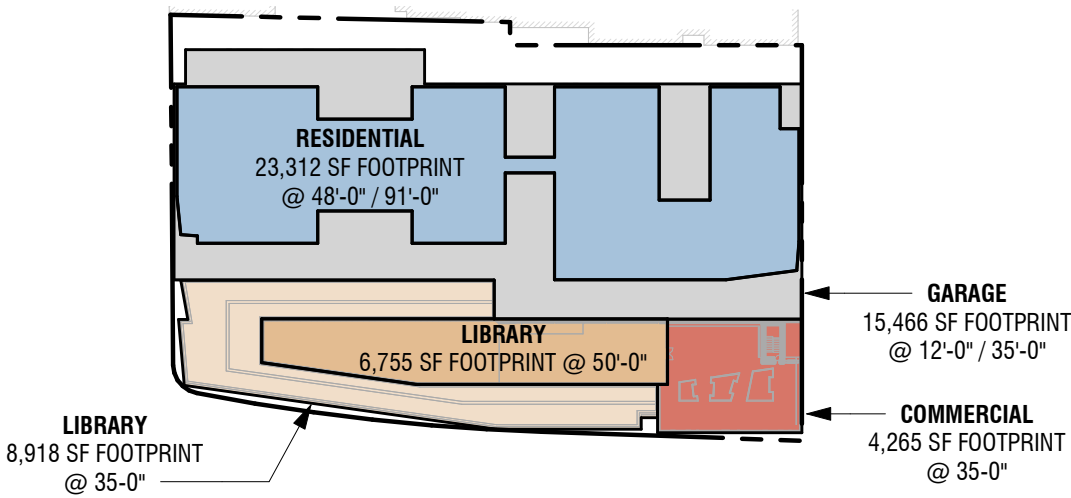 RESIDENTIAL
23,312 SF FOOTPRINT
@ 48'-0" / 91'-0"
GARAGE
15,466 SF FOOTPRINT
@ 12'-0" / 35'-0"
LIBRARY
6,755 SF FOOTPRINT @ 50'-0"
COMMERCIAL
4,265 SF FOOTPRINT
@ 35-0"
LIBRARY
8,918 SF FOOTPRINT
@ 35-0"